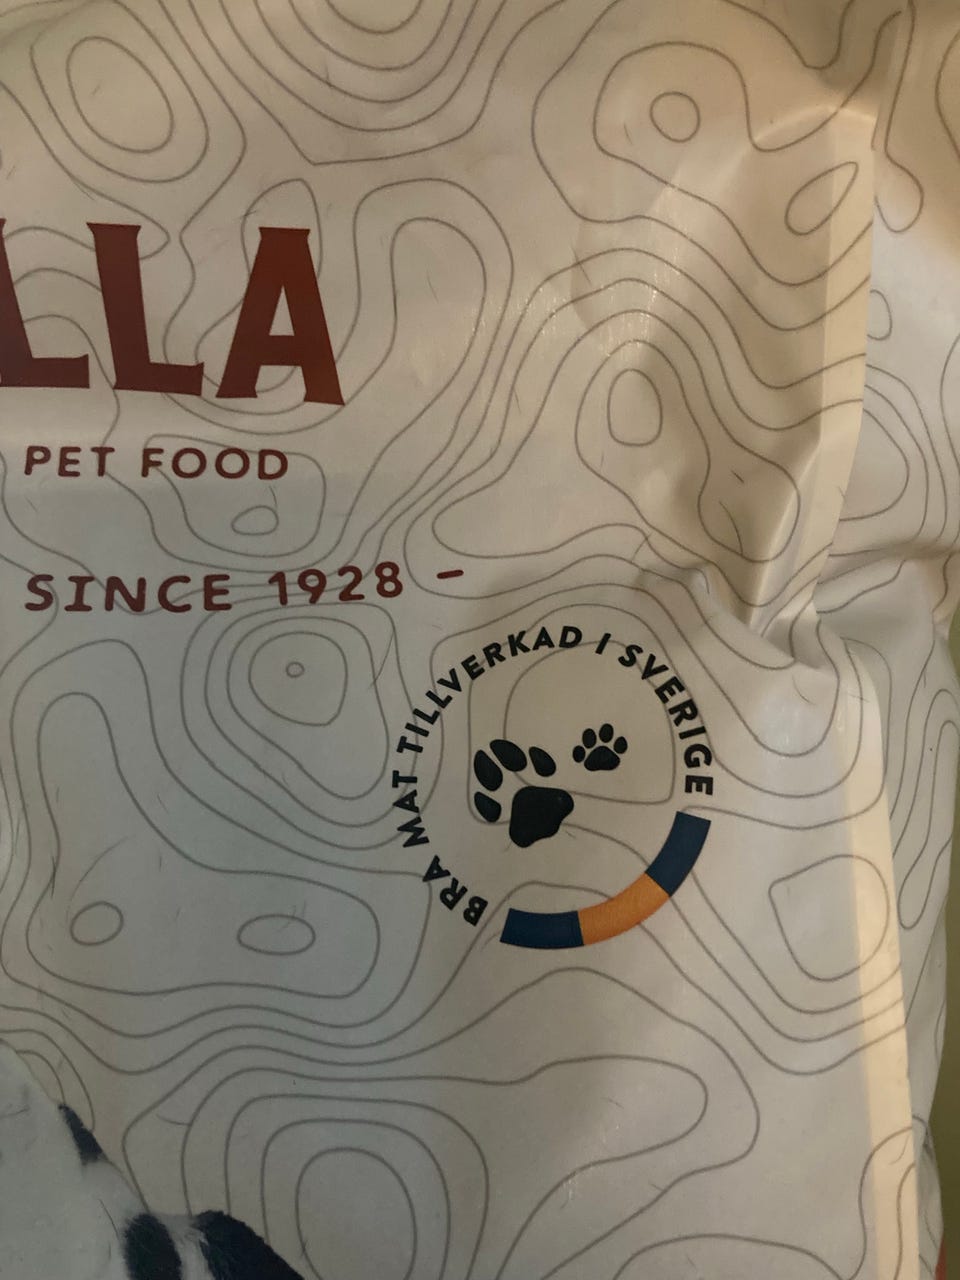 LLA
PET FOOD
SINCE 1928 –
BRA MAT TILLVERKAD I SVERIGE